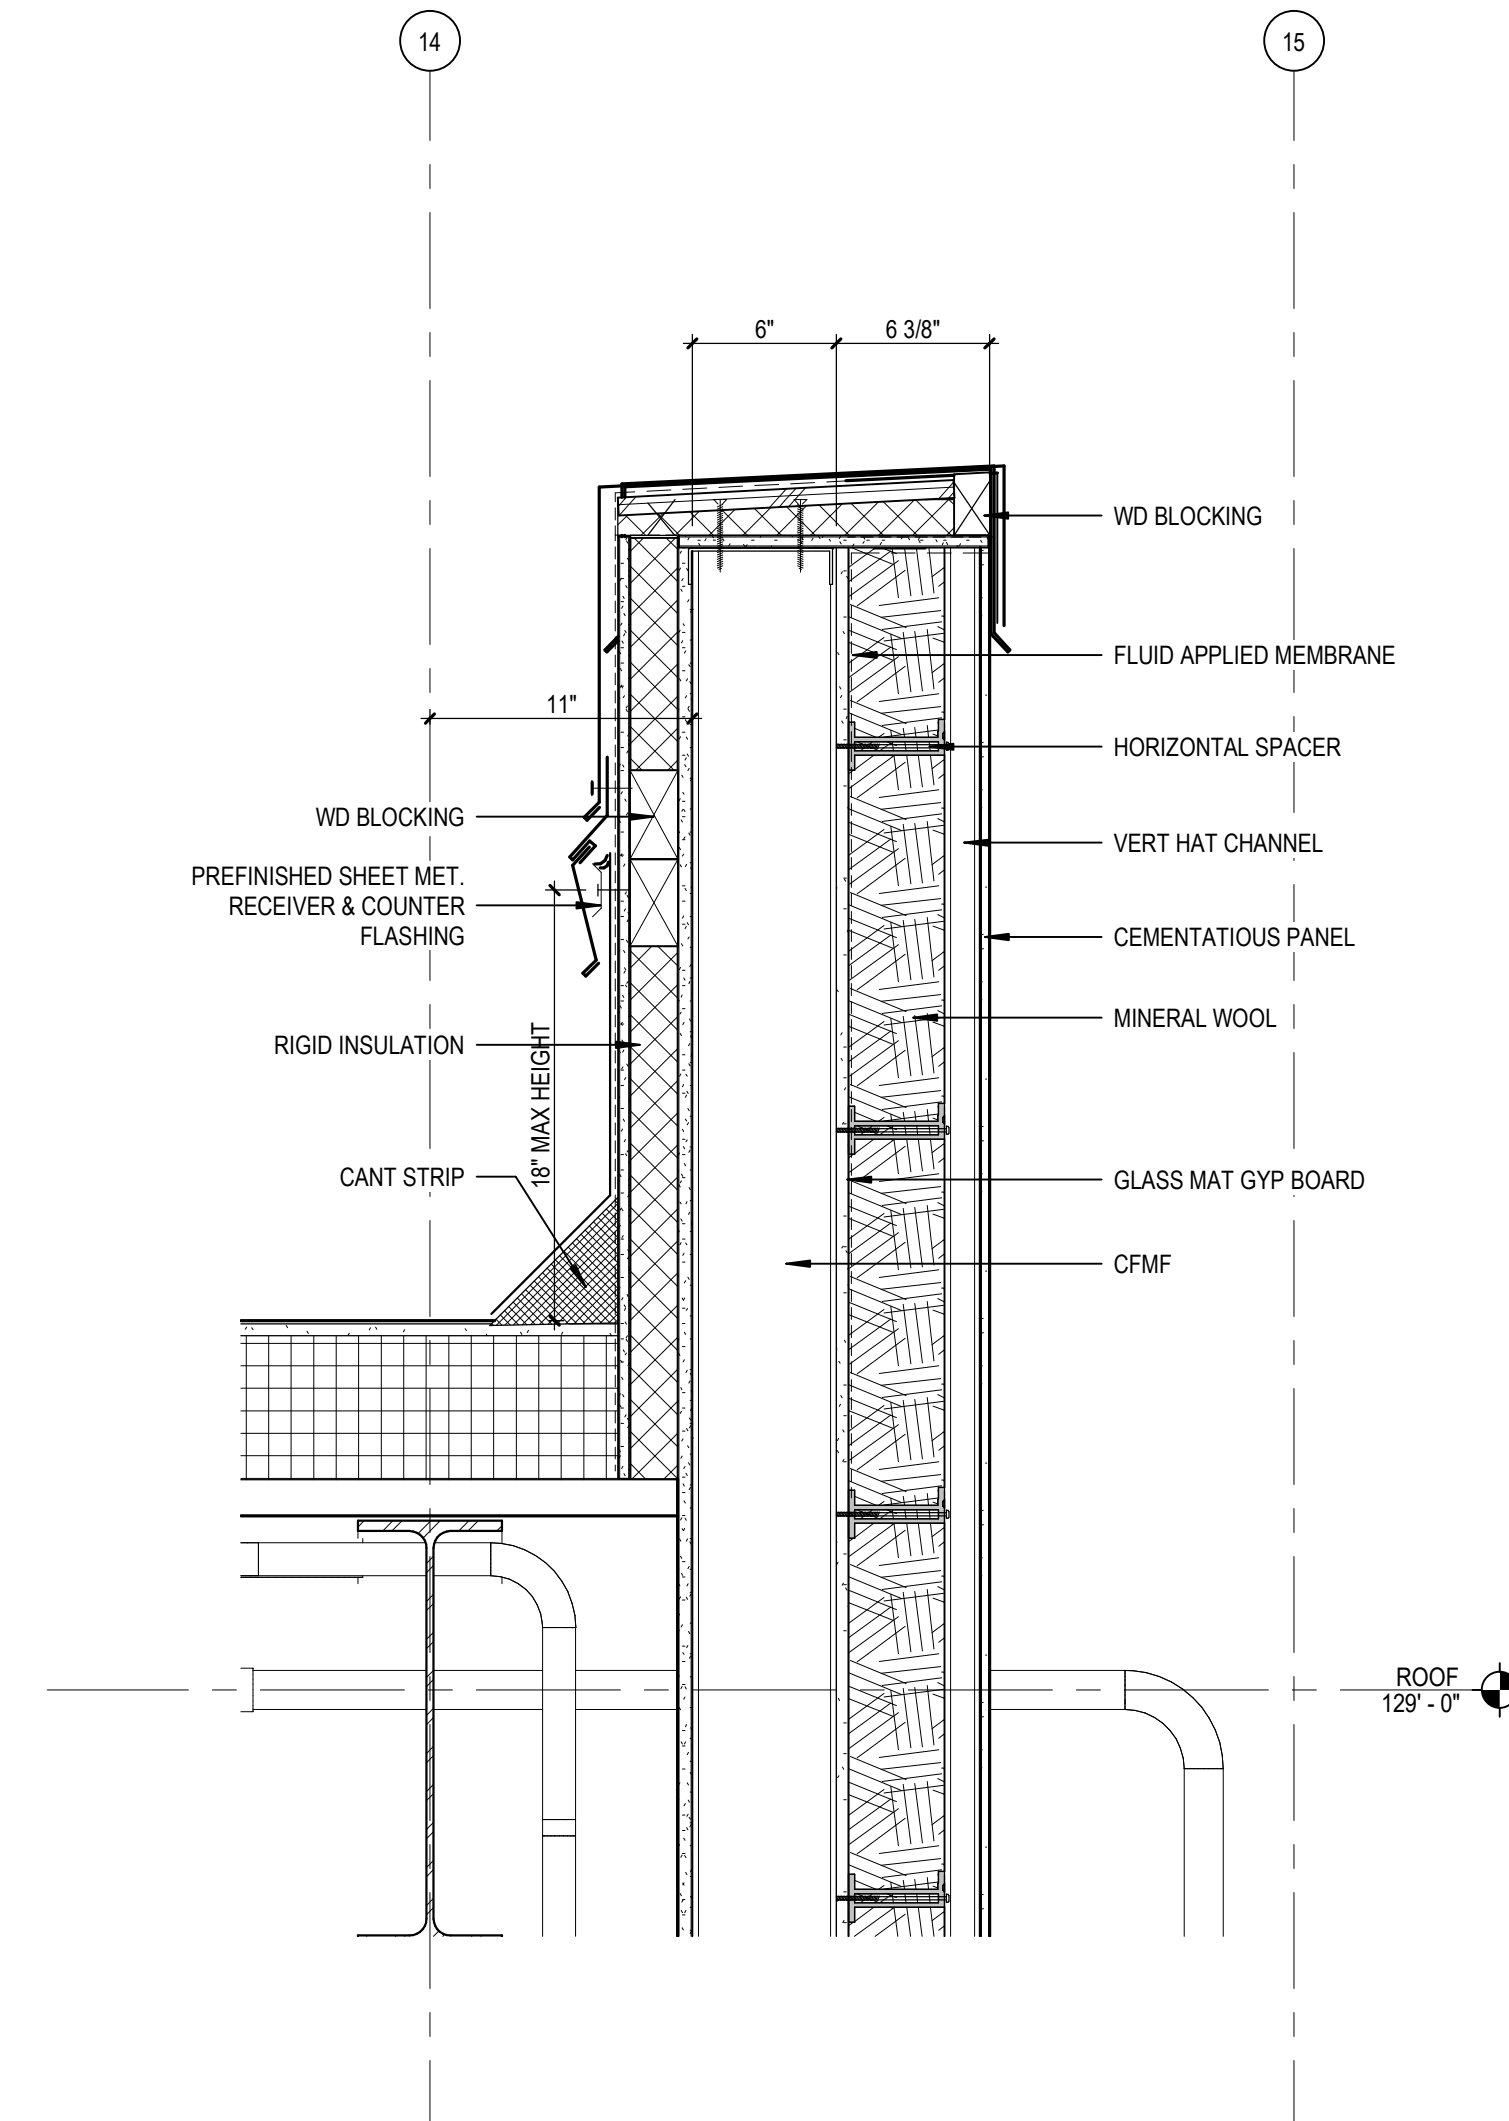 14
15
6"
6 3/8"
WD BLOCKING
FLUID APPLIED MEMBRANE
11"
HORIZONTAL SPACER
WD BLOCKING
VERT HAT CHANNEL
PREFINISHED SHEET MET.
RECEIVER & COUNTER
FLASHING
CEMENTATIOUS PANEL
MINERAL WOOL
RIGID INSULATION
18" MAX HEIGHT
CANT STRIP
GLASS MAT GYP BOARD
CFMF
ROOF
129' - 0"